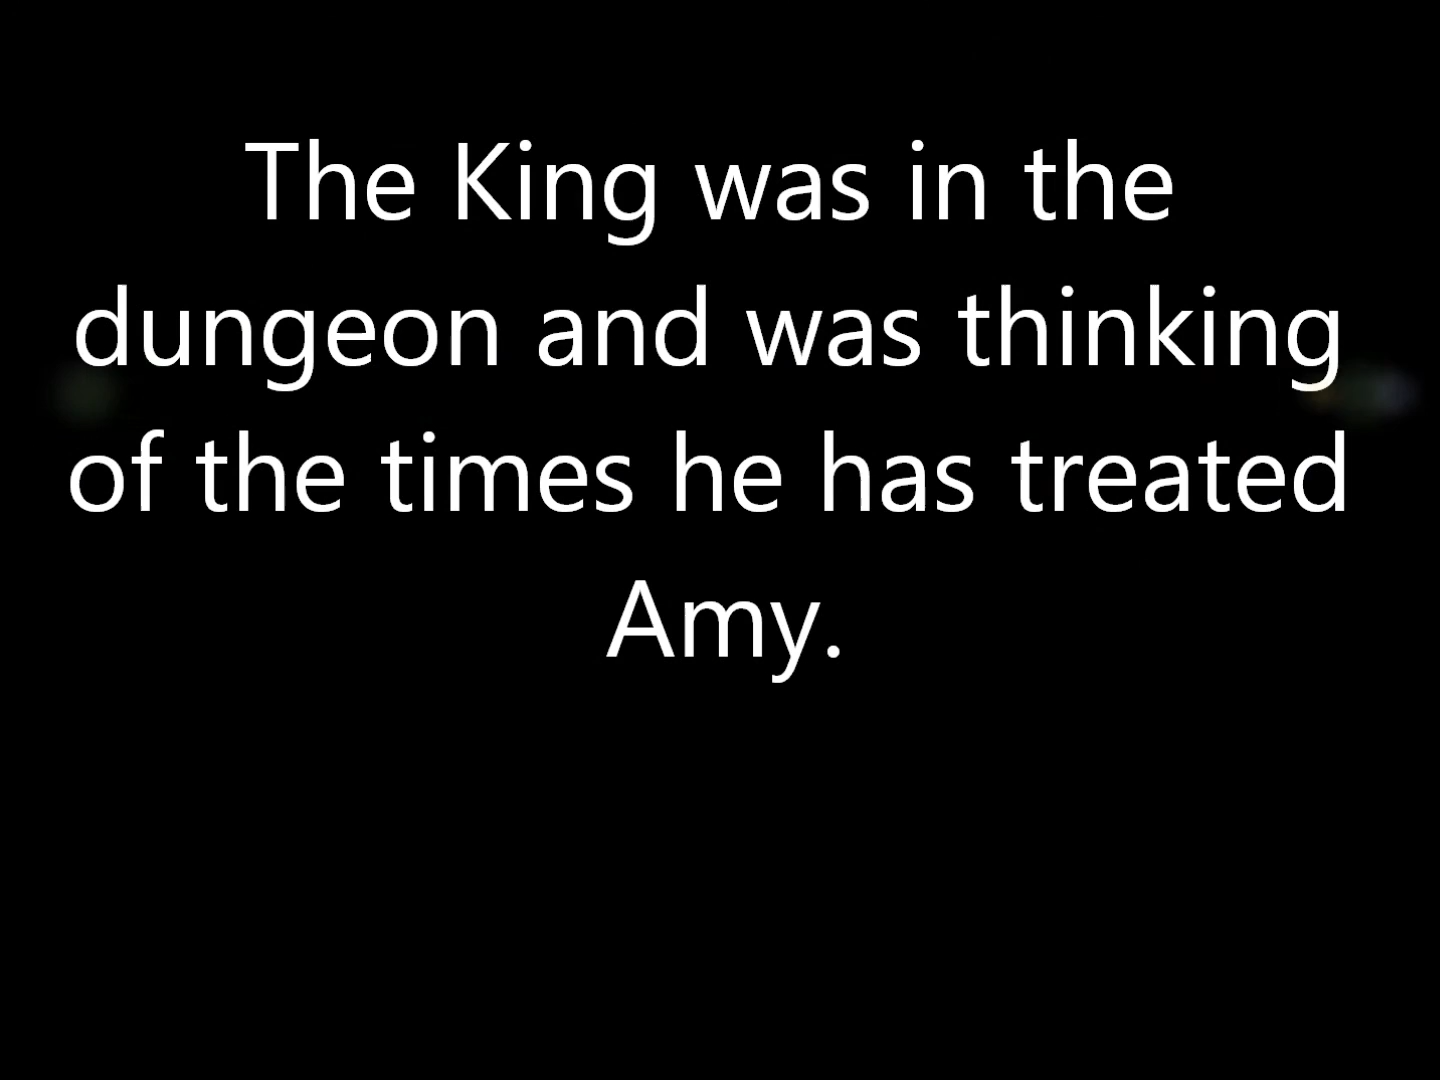 The King was in the
dungeon and was thinking
of the times he has treated
Amy.